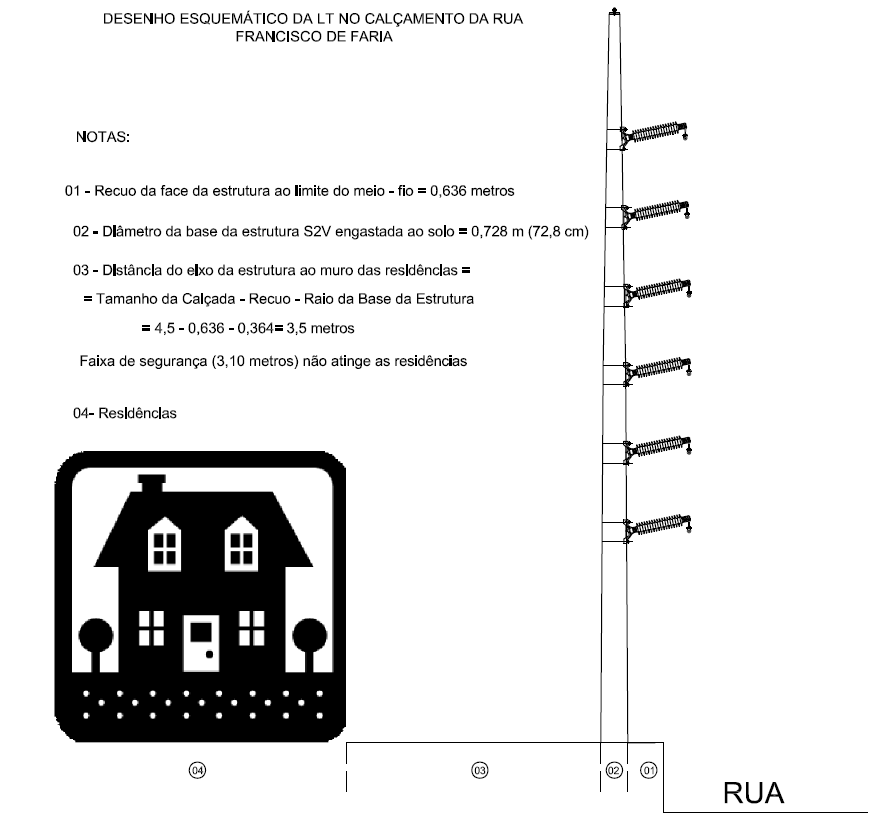 DESENHO ESQUEMÁTICO DA LT NO CALÇAMENTO DA RUA
FRANCISCO DE FARIA
NOTAS:
01 - Recuo da face da estrutura ao limite do meio - fio = 0,636 metros
02 - Diâmetro da base da estrutura S2V engastada ao solo = 0,728 m (72,8 cm)
03 - Distância do eixo da estrutura ao muro das residências =
= Tamanho da Calçada - Recuo - Raio da Base da Estrutura
= 4,5 - 0,636 - 0,364= 3,5 metros
Faixa de segurança (3,10 metros) não atinge as residências
04- Residências
04 03 02 01
RUA